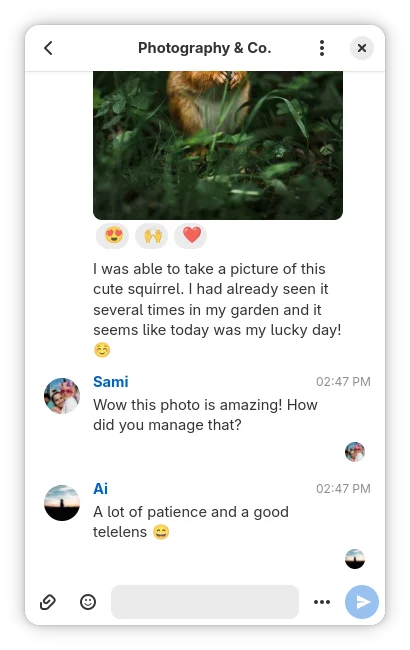 Photography & Co.
I was able to take a picture of this
cute squirrel. I had already seen it
several times in my garden and it
seems like today was my lucky day!
☺️
Sami 02:47 PM
Wow this photo is amazing! How
did you manage that?
Ai 02:47 PM
A lot of patience and a good
telelens 😄